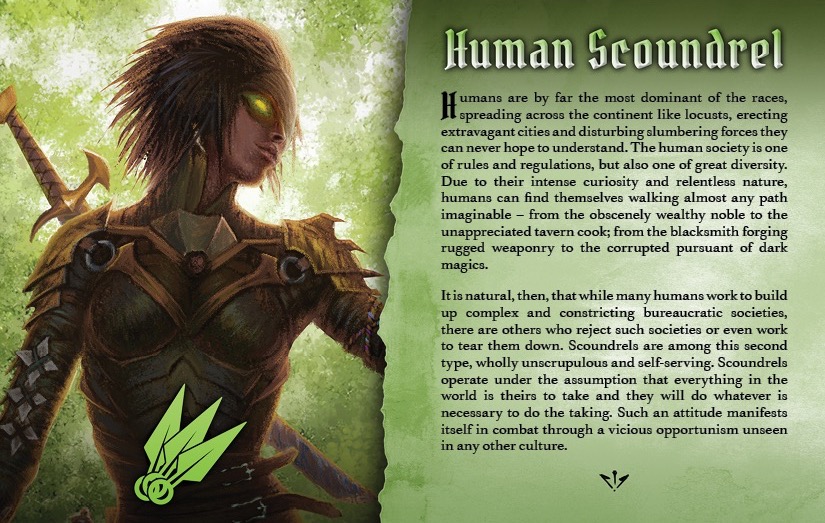 Human Scoundrel
Humans are by far the most dominant of the races,
spreading across the continent like locusts, erecting
extravagant cities and disturbing slumbering forces they
can never hope to understand. The human society is one
of rules and regulations, but also one of great diversity.
Due to their intense curiosity and relentless nature,
humans can find themselves walking almost any path
imaginable – from the obscenely wealthy noble to the
unappreciated tavern cook; from the blacksmith forging
rugged weaponry to the corrupted pursuant of dark
magics.
It is natural, then, that while many humans work to build
up complex and constricting bureaucratic societies,
there are others who reject such societies or even work
to tear them down. Scoundrels are among this second
type, wholly unscrupulous and self-serving. Scoundrels
operate under the assumption that everything in the
world is theirs to take and they will do whatever is
necessary to do the taking. Such an attitude manifests
itself in combat through a vicious opportunism unseen
in any other culture.